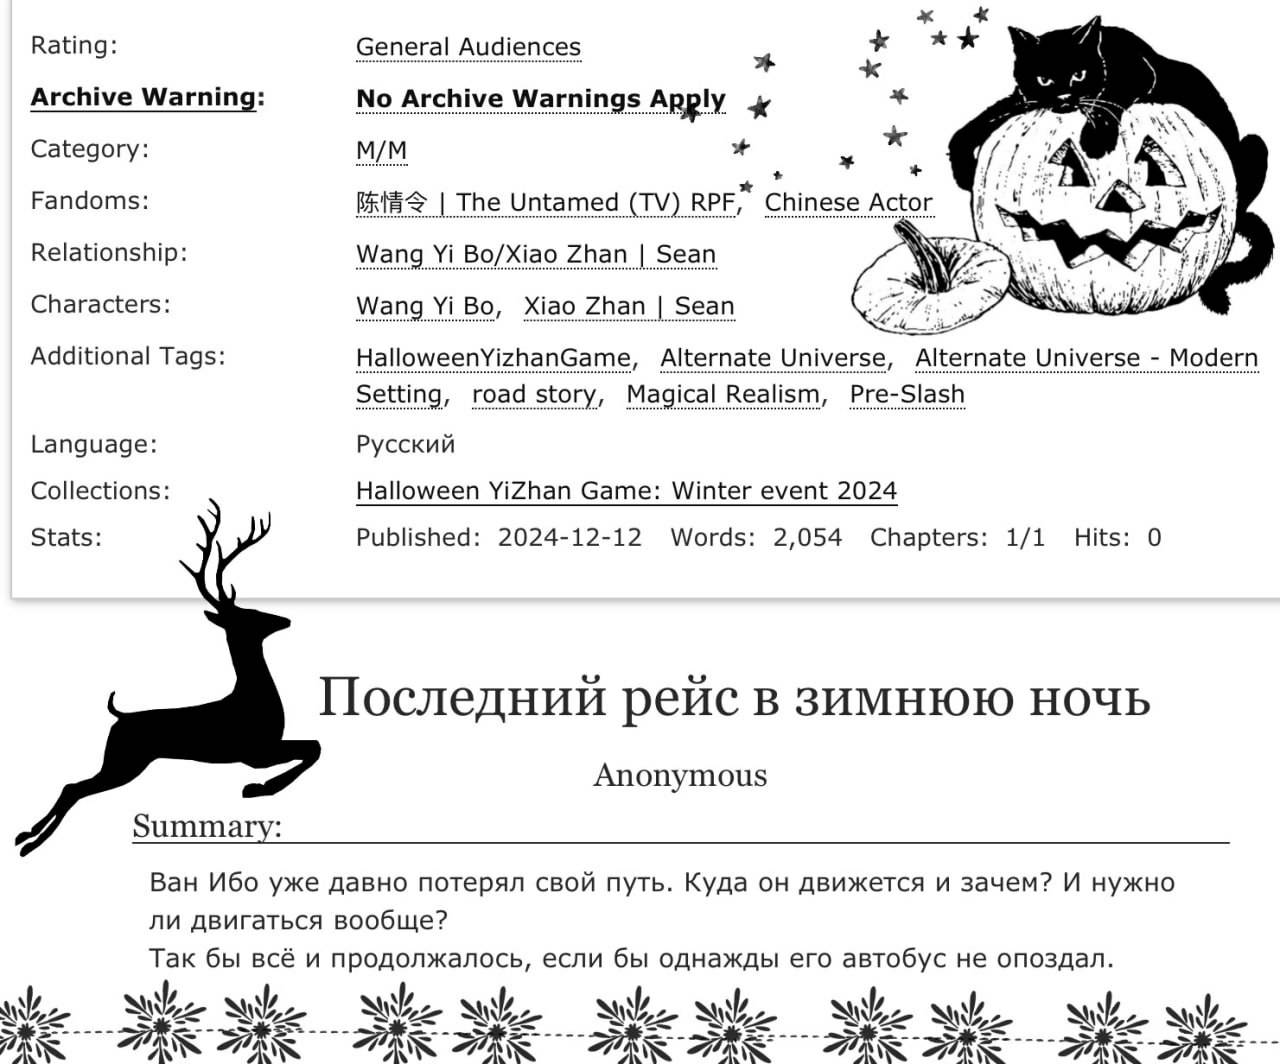 Rating: General Audiences
Archive Warning: No Archive Warnings Apply
Category: M/M
Fandoms: 陈情令 | The Untamed (TV) RPF, Chinese Actor
Relationship: Wang Yi Bo/Xiao Zhan | Sean
Characters: Wang Yi Bo, Xiao Zhan | Sean
Additional Tags: HalloweenYizhanGame, Alternate Universe, Alternate Universe - Modern
Setting, road story, Magical Realism, Pre-Slash
Language: Русский
Collections: Halloween YiZhan Game: Winter event 2024
Stats: Published: 2024-12-12 Words: 2,054 Chapters: 1/1 Hits: 0
Последний рейс в зимнюю ночь
Anonymous
Summary:
Ван Ибо уже давно потерял свой путь. Куда он движется и зачем? И нужно
ли двигаться вообще?
Так бы всё и продолжалось, если бы однажды его автобус не опоздал.